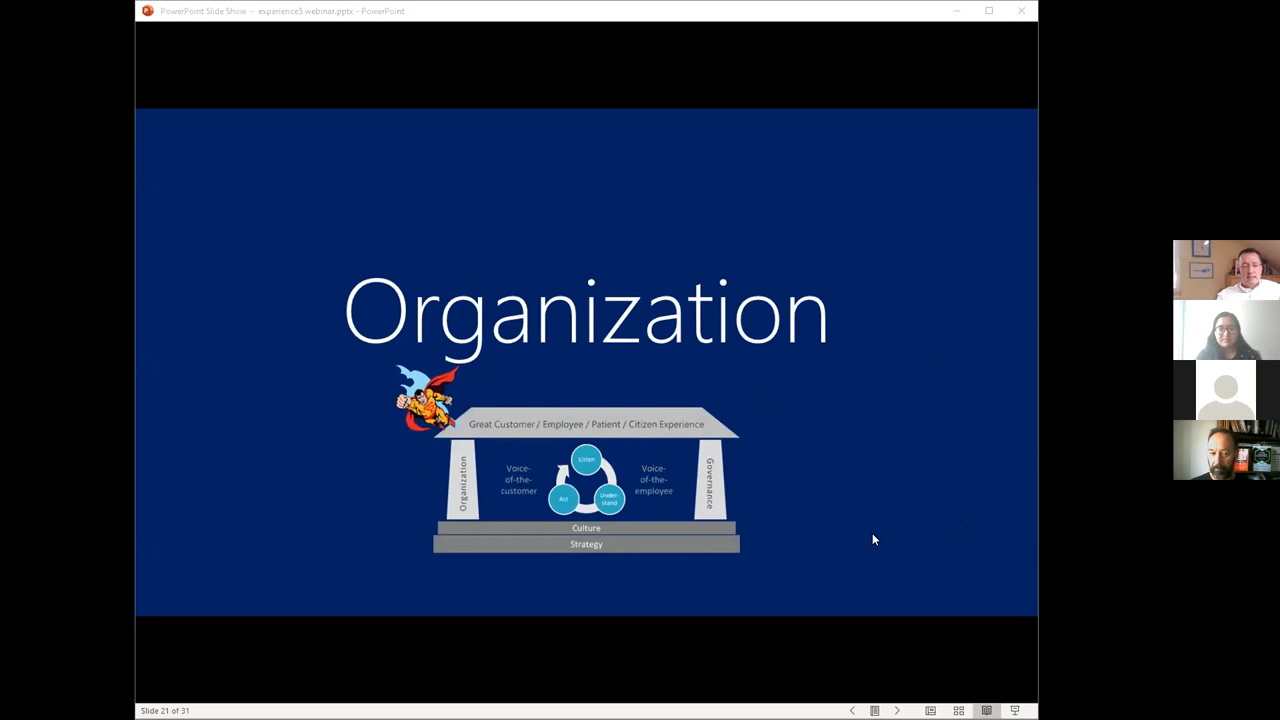 PowerPoint Slide Show - experience5 webinar.pptx - PowerPoint
Organization
Great Customer / Employee / Patient / Citizen Experience
Organization
Voice-
of-the-
customer
Listen
Act
Under-
stand
Voice-
of-the-
employee
Governance
Culture
Strategy
Slide 21 of 31